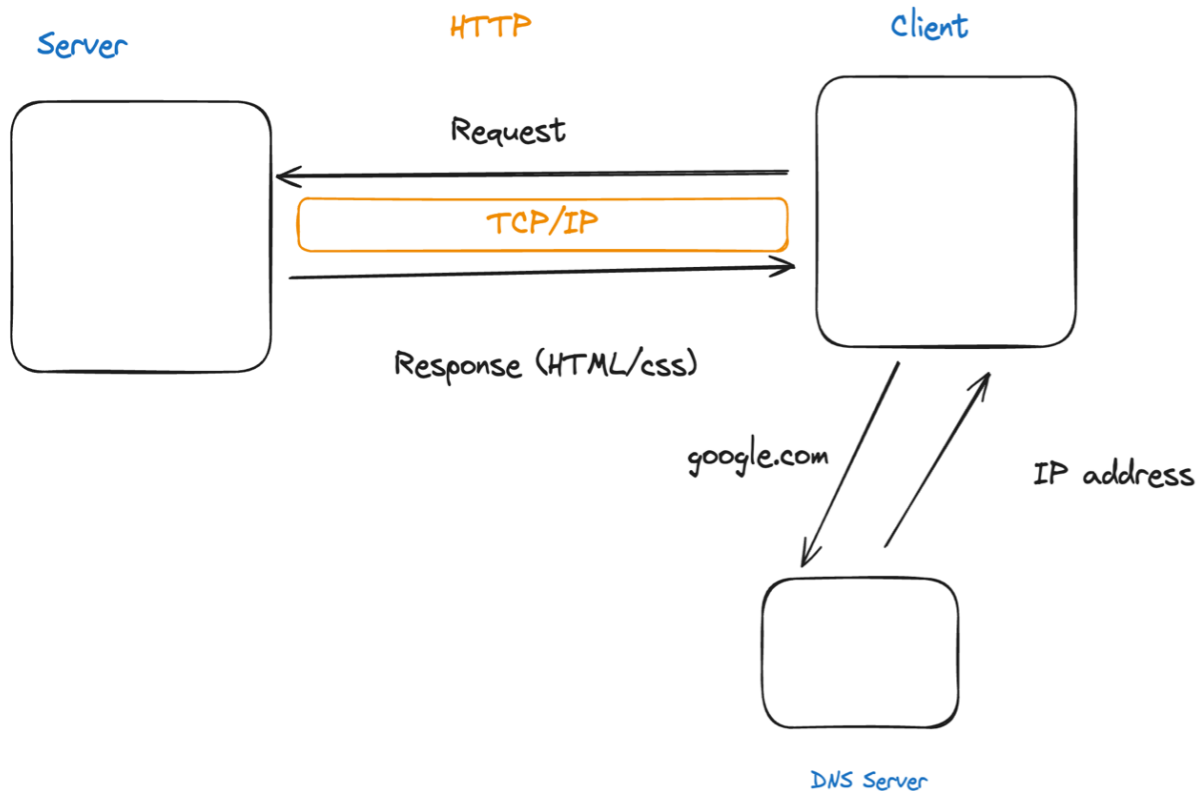 Server
HTTP
Client
Request
TCP/IP
Response (HTML/css)
google.com
IP address
DNS Server